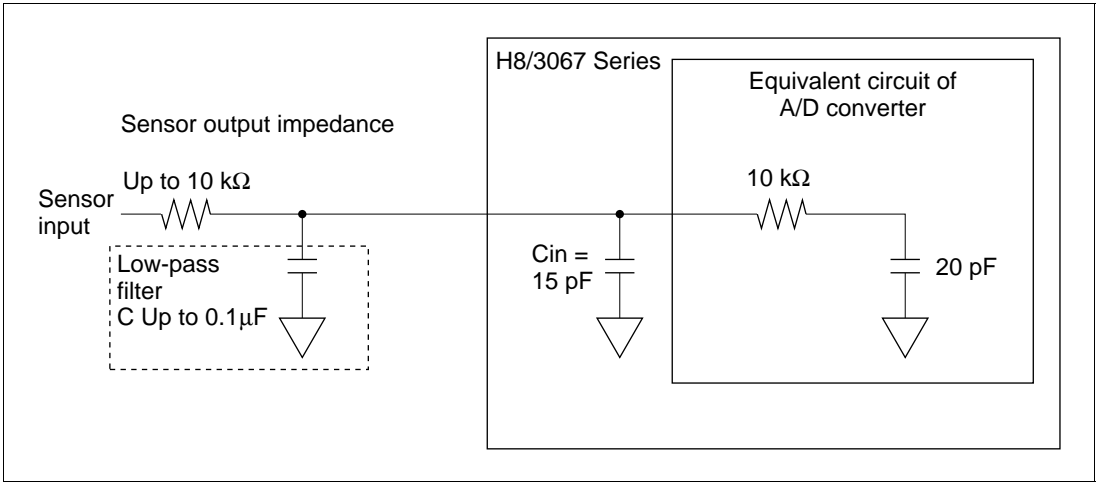 H8/3067 Series
Equivalent circuit of
A/D converter
Sensor output impedance
Up to 10 kΩ
10 kΩ
Sensor
input
Low-pass
filter
C Up to 0.1μF
Cin =
15 pF
20 pF